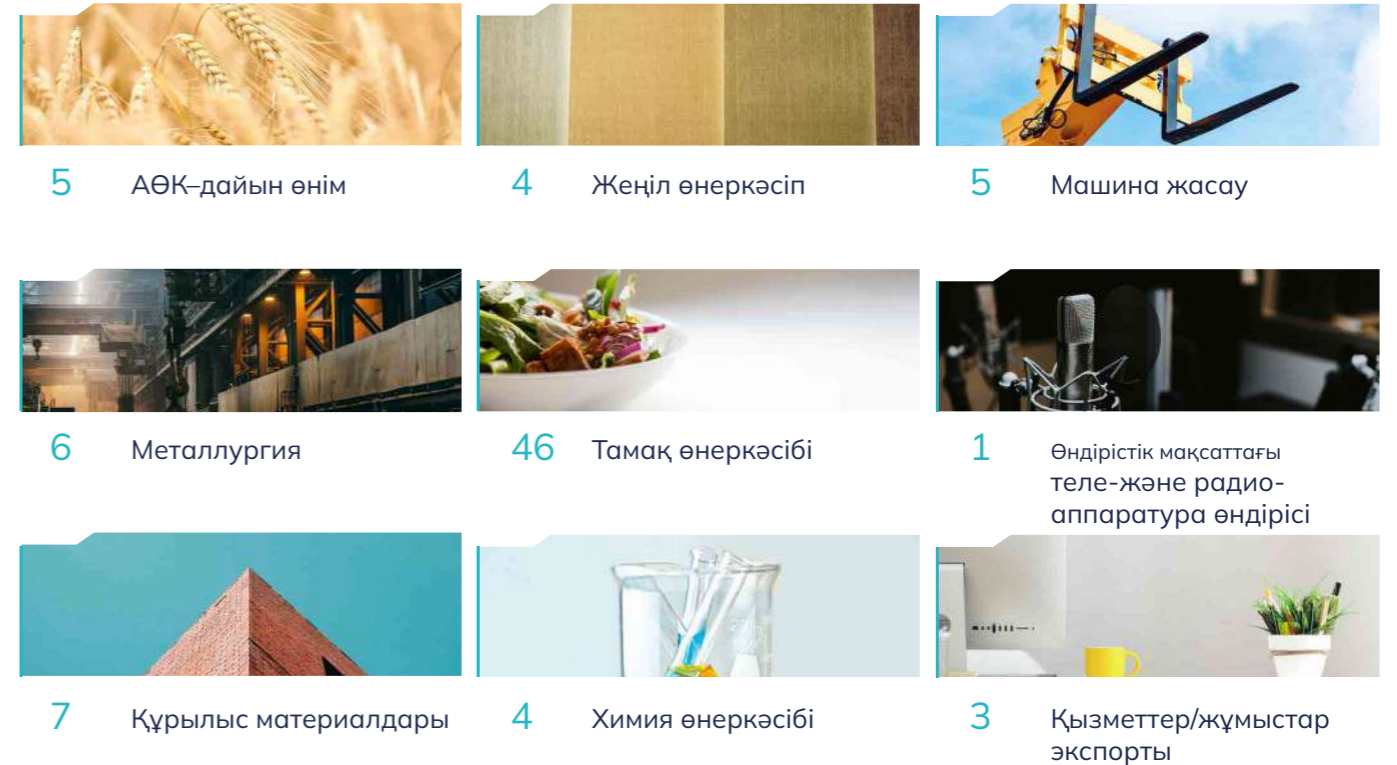 5 АӨК–дайын өнім
4 Жеңіл өнеркәсіп
5 Машина жасау
6 Металлургия
46 Тамақ өнеркәсібі
1 Өндірістік мақсаттағы
теле-және радио-
аппаратура өндірісі
7 Құрылыс материалдары
4 Химия өнеркәсібі
3 Қызметтер/жұмыстар
экспорты